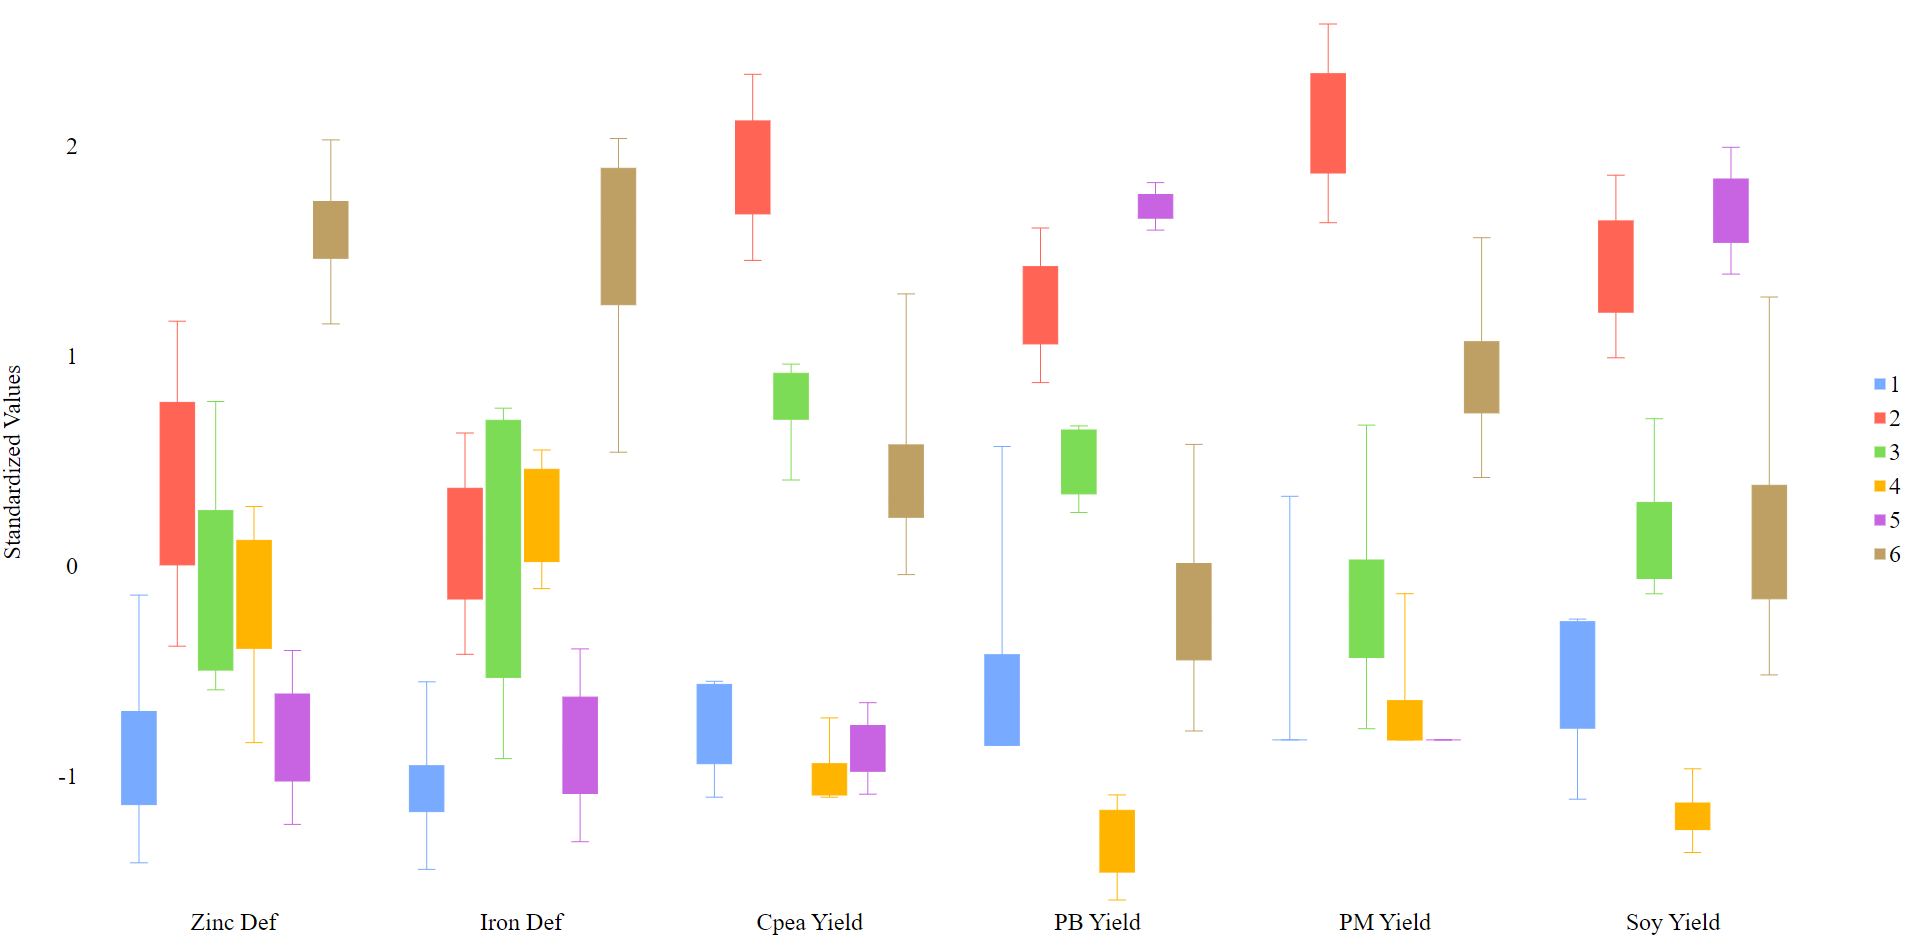 Standardized Values
2
1
0
-1
Zinc Def
Iron Def
Cpea Yield
PB Yield
PM Yield
Soy Yield
1
2
3
4
5
6